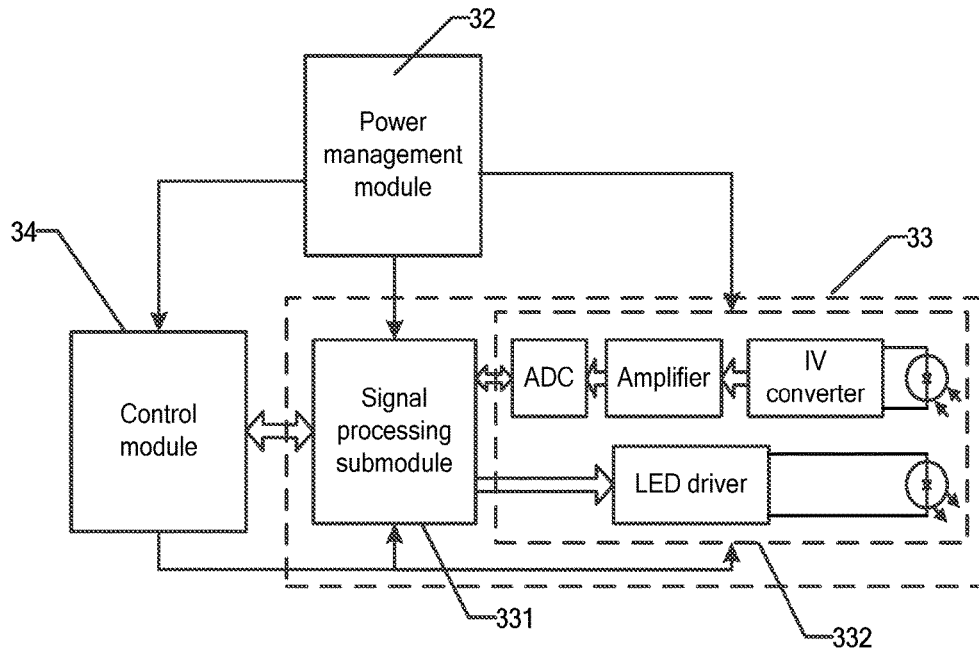 32
Power
management
module
34
33
Control
module
Signal
processing
submodule
ADC
Amplifier
IV
converter
LED driver
331
332